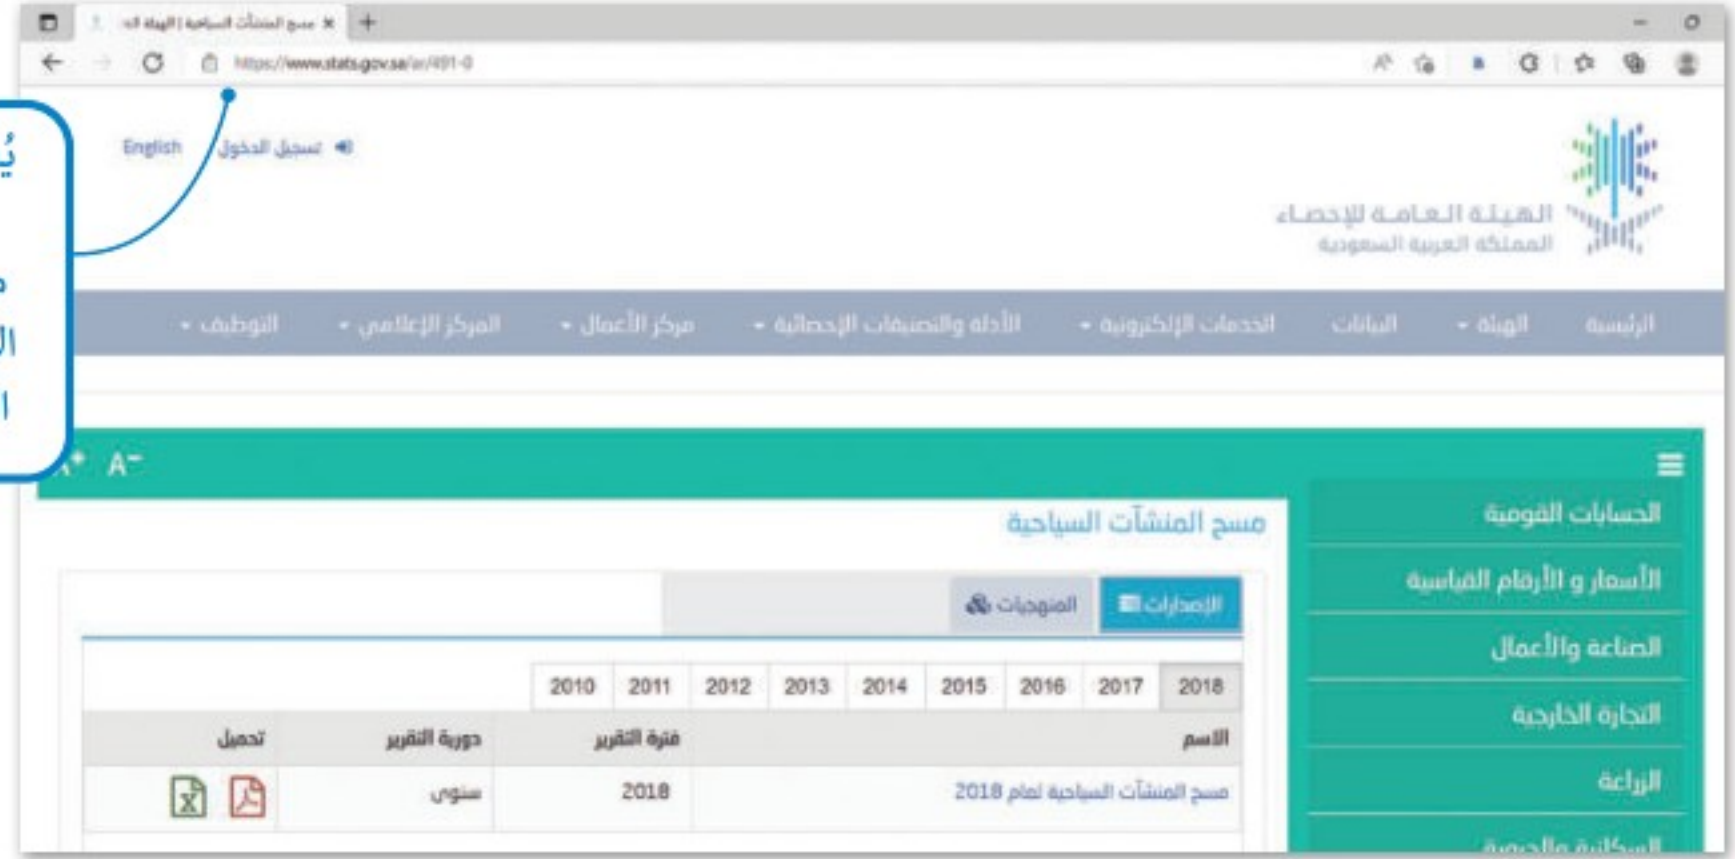 مسح المنشآت السياحية | الهيئة الع
https://www.stats.gov.sa/ar/491-0
تسجيل الدخول
English
الهيئة العامة للإحصاء
المملكة العربية السعودية
الرئيسية
الهيئة
البيانات
الخدمات الإلكترونية
الأدلة والتصنيفات الإحصائية
مركز الأعمال
المركز الإعلامي
التوظيف
A+ A-
الحسابات القومية
الأسعار و الأرقام القياسية
الصناعة والأعمال
التجارة الخارجية
الزراعة
مسح المنشآت السياحية
الإصدارات
المنهجيات
2018 2017 2016 2015 2014 2013 2012 2011 2010
الاسم فترة التقرير دورية التقرير تحميل
مسح المنشآت السياحية لعام 2018 2018 سنوي